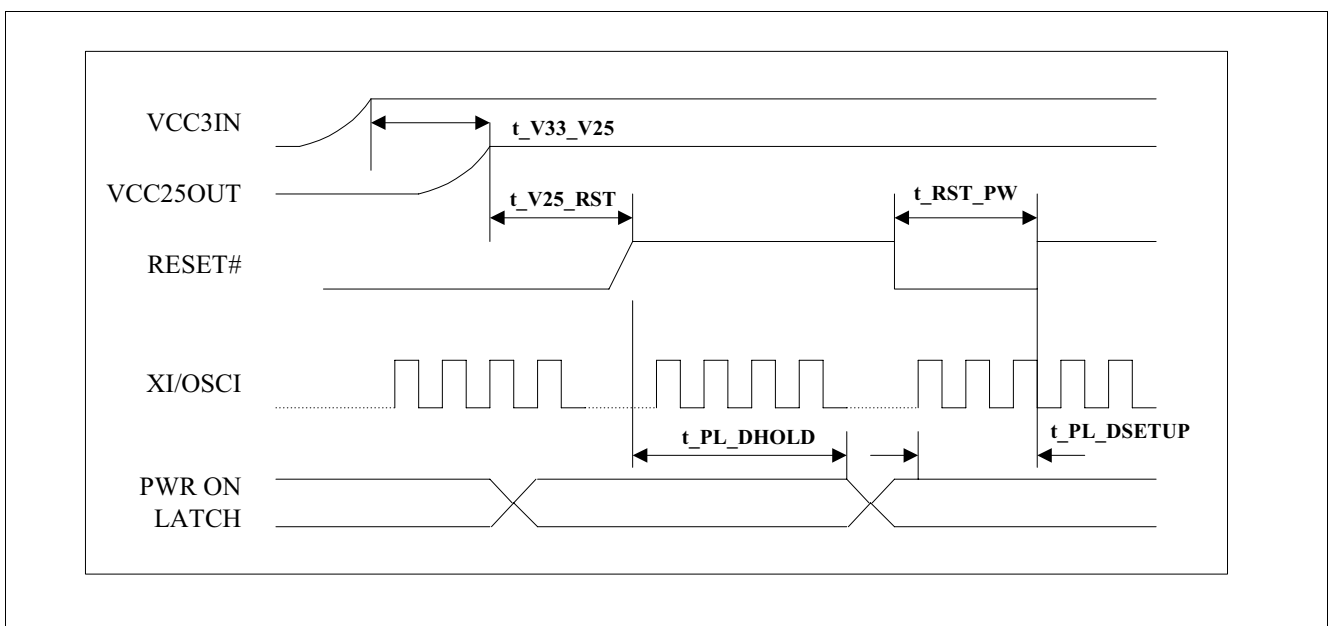 VCC3IN
t_V33_V25
VCC25OUT
t_V25_RST
t_RST_PW
RESET#
XI/OSCI
t_PL_DHOLD
t_PL_DSETUP
PWR ON
LATCH